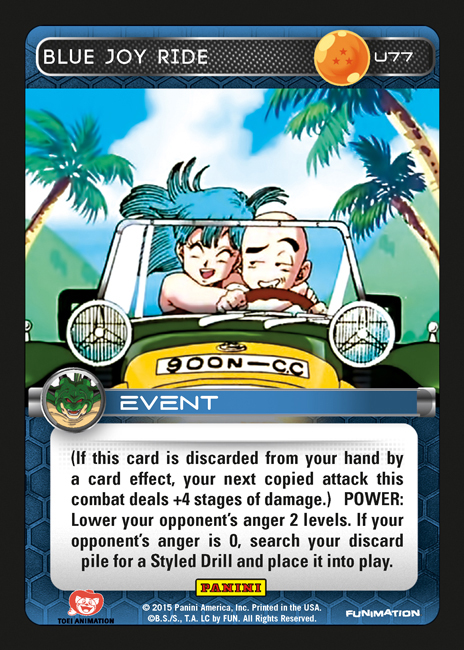 BLUE JOY RIDE
U77
900N-C.C
EVENT
(If this card is discarded from your hand by
a card effect, your next copied attack this
combat deals +4 stages of damage.) POWER:
Lower your opponent's anger 2 levels. If your
opponent's anger is 0, search your discard
pile for a Styled Drill and place it into play.
PANINI
© 2015 Panini America, Inc. Printed in the USA.
©B.S./S., T.A. LC by FUN. All Rights Reserved.
TOEI ANIMATION
FUNIMATION